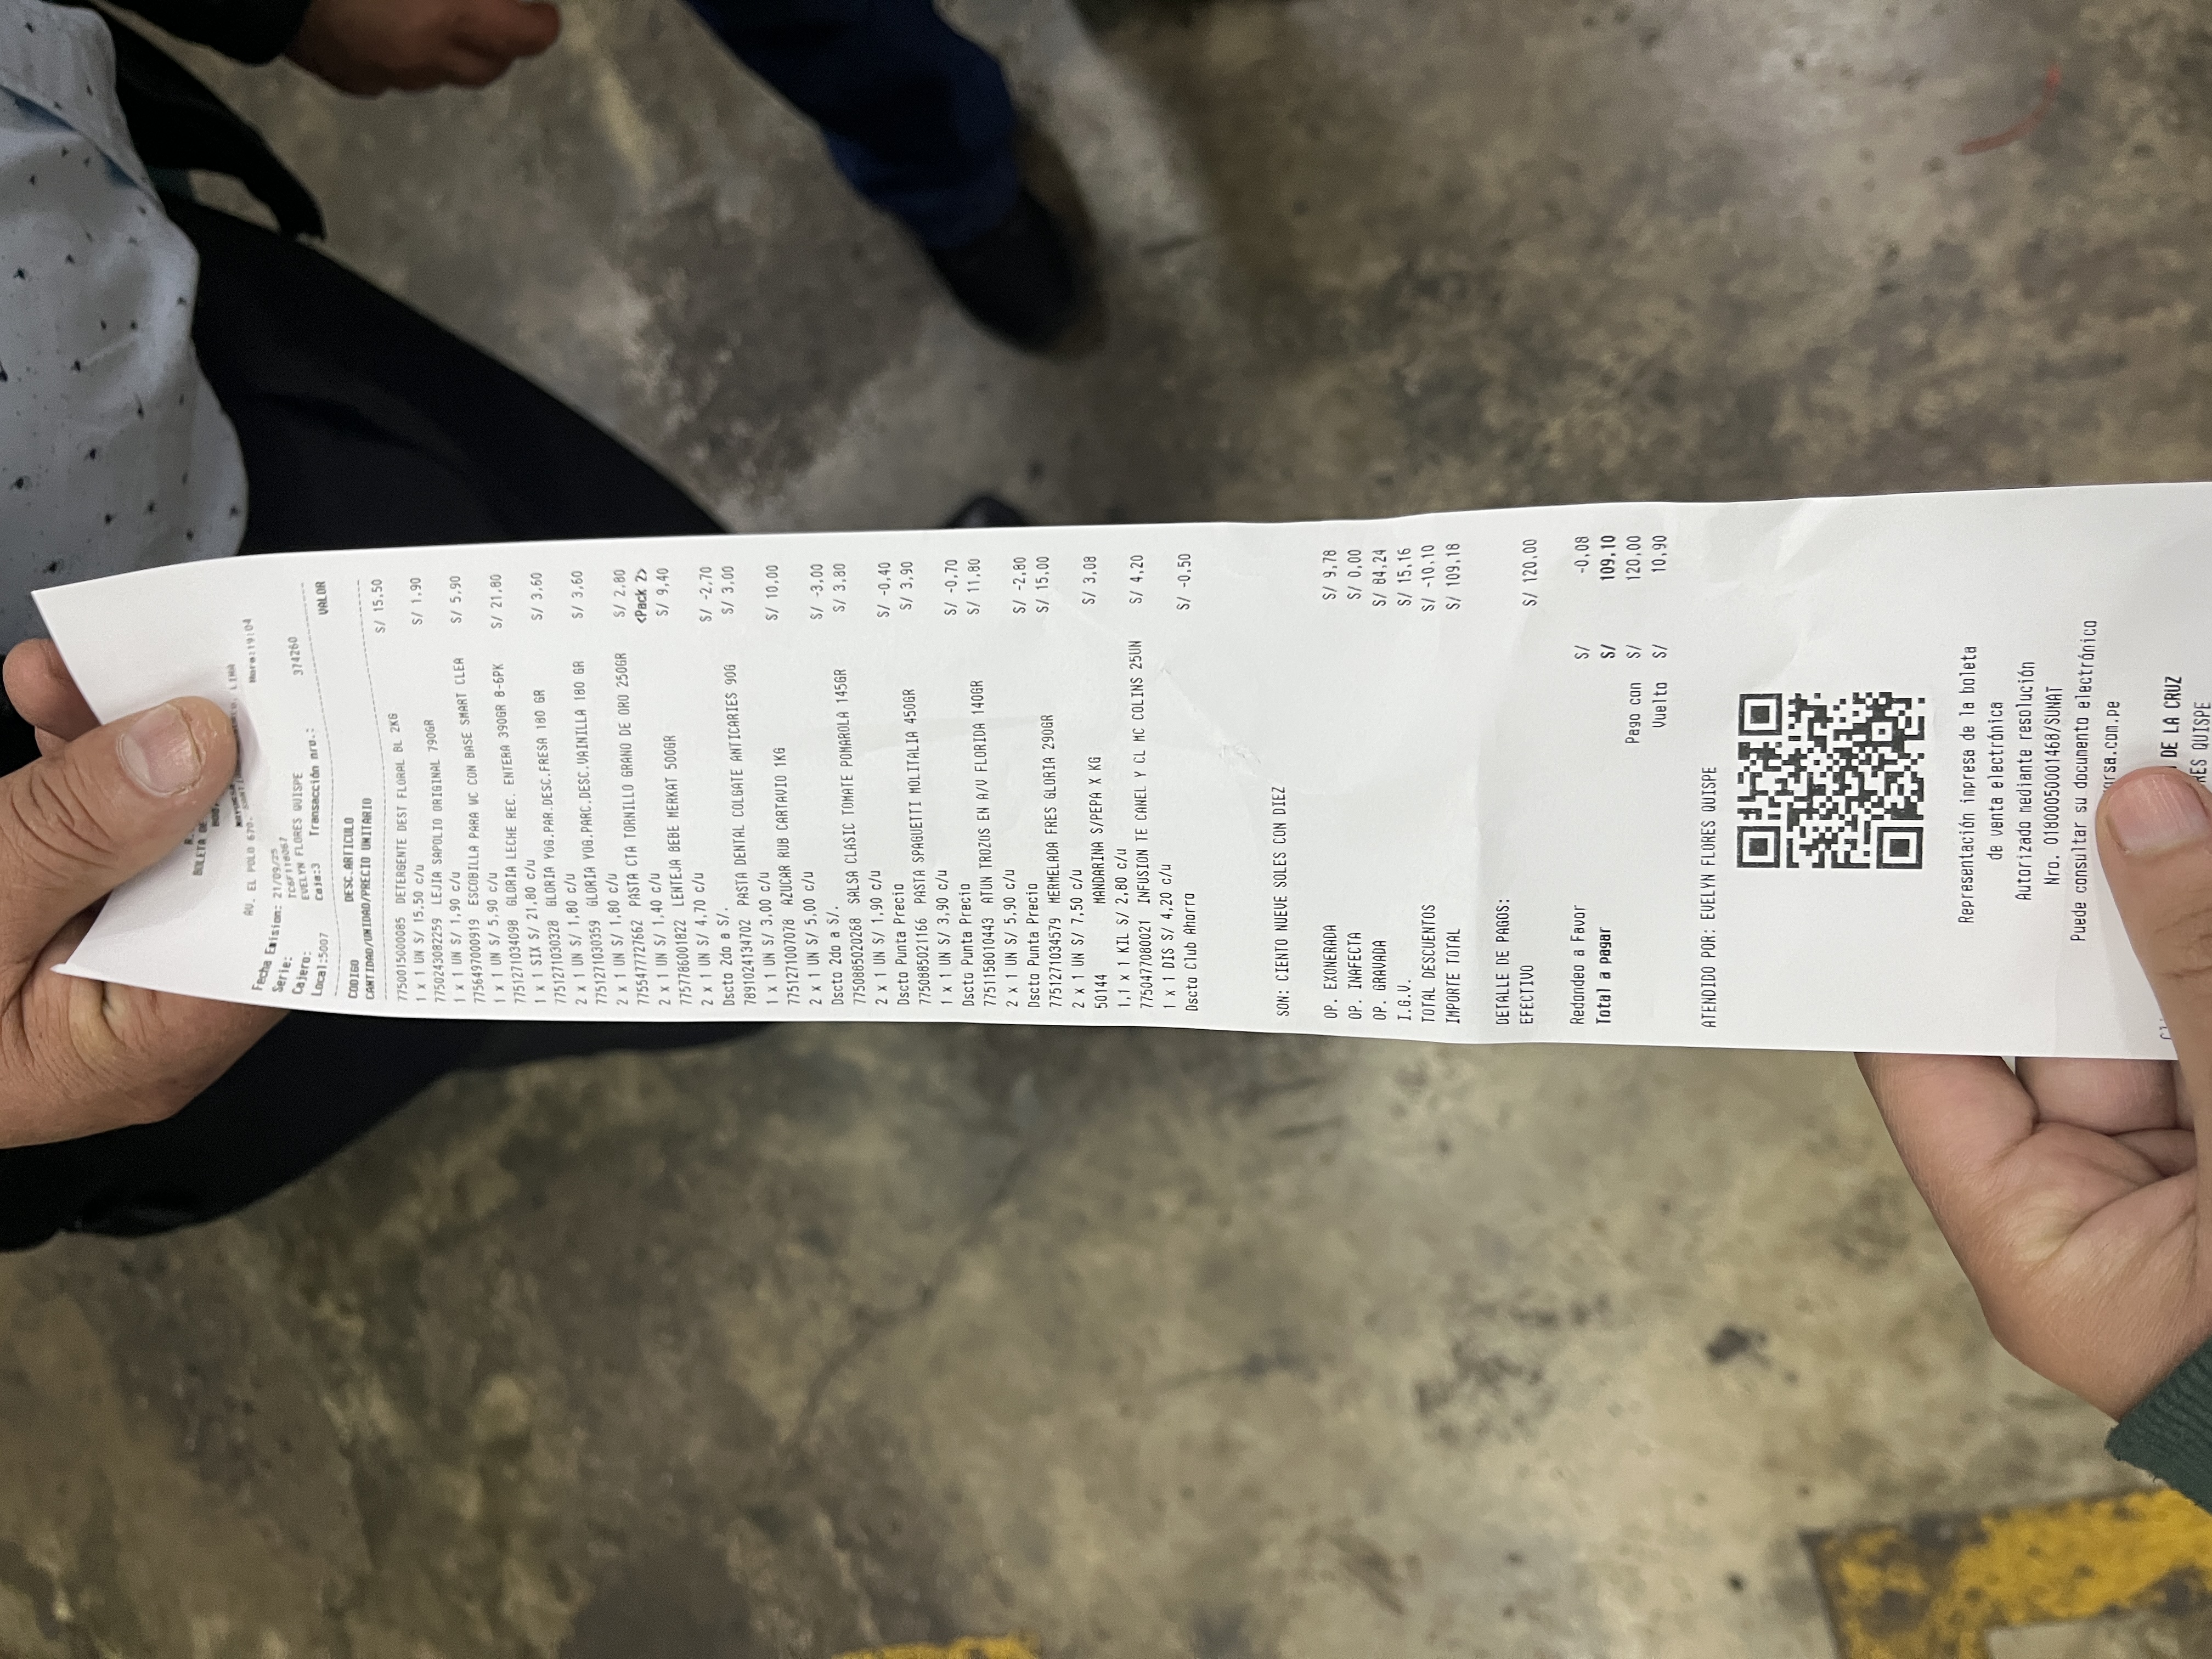 BOLETA DE
AV. EL POLO 670. LIMA
Fecha Emision: 21/09/25 Hora:19:04
Serie: TC6F118067
Cajero: EVELYN FLORES QUISPE
Local:5007 Caja:3 Transacción nro.: 374260
CODIGO DESC.ARTICULO VALOR
CANTIDAD/UNIDAD/PRECIO UNITARIO
7750015000085 DETERGENTE DEST FLORAL BL 2KG S/ 15,50
1 x 1 UN S/ 15,50 c/u
7750243082259 LEJIA SAPOLIO ORIGINAL 790GR S/ 1,90
1 x 1 UN S/ 1,90 c/u
7756497000919 ESCOBILLA PARA WC CON BASE SMART CLEA S/ 5,90
1 x 1 UN S/ 5,90 c/u
7751271034098 GLORIA LECHE REC. ENTERA 390GR 8-6PK S/ 21,80
1 x 1 SIX S/ 21,80 c/u
7751271030328 GLORIA YOG.PAR.DESC.FRESA 180 GR S/ 3,60
2 x 1 UN S/ 1,80 c/u
7751271030359 GLORIA YOG.PARC.DESC.VAINILLA 180 GR S/ 3,60
2 x 1 UN S/ 1,80 c/u
7755477727662 PASTA CTA TORNILLO GRANO DE ORO 250GR S/ 2,80
<Pack 2>
2 x 1 UN S/ 1,40 c/u
7757786001822 LENTEJA BEBE MERKAT 500GR S/ 9,40
2 x 1 UN S/ 4,70 c/u
Dscto 2do a S/. S/ -2,70
7891024134702 PASTA DENTAL COLGATE ANTICARIES 90G S/ 3,00
1 x 1 UN S/ 3,00 c/u
7751271007078 AZUCAR RUB CARTAVIO 1KG S/ 10,00
2 x 1 UN S/ 5,00 c/u
Dscto 2do a S/. S/ -3,00
7750885020268 SALSA CLASIC TOMATE POMAROLA 145GR S/ 3,80
2 x 1 UN S/ 1,90 c/u
Dscto Punta Precio S/ -0,40
7750885021166 PASTA SPAGUETTI MOLITALIA 450GR S/ 3,90
1 x 1 UN S/ 3,90 c/u
Dscto Punta Precio S/ -0,70
7751158010443 ATUN TROZOS EN A/V FLORIDA 140GR S/ 11,80
2 x 1 UN S/ 5,90 c/u
Dscto Punta Precio S/ -2,80
7751271034579 MERMELADA FRES GLORIA 290GR S/ 15,00
2 x 1 UN S/ 7,50 c/u
50144 MANDARINA S/PEPA X KG S/ 3,08
1,1 x 1 KIL S/ 2,80 c/u
7750477080021 INFUSION TE CANEL Y CL MC COLINS 25UN S/ 4,20
1 x 1 DIS S/ 4,20 c/u
Dscto Club Ahorro S/ -0,50
SON: CIENTO NUEVE SOLES CON DIEZ
OP. EXONERADA S/ 9,78
OP. INAFECTA S/ 0,00
OP. GRAVADA S/ 84,24
I.G.V. S/ 15,16
TOTAL DESCUENTOS S/ -10,10
IMPORTE TOTAL S/ 109,18
DETALLE DE PAGOS:
EFECTIVO S/ 120,00
Redondeo a Favor S/ -0,08
Total a pagar S/ 109,10
Pago con S/ 120,00
Vuelto S/ 10,90
ATENDIDO POR: EVELYN FLORES QUISPE
Representación impresa de la boleta
de venta electrónica
Autorizado mediante resolución
Nro. 01800050001468/SUNAT
Puede consultar su documento electrónico
arsa.com.pe
DE LA CRUZ
RES QUISPE